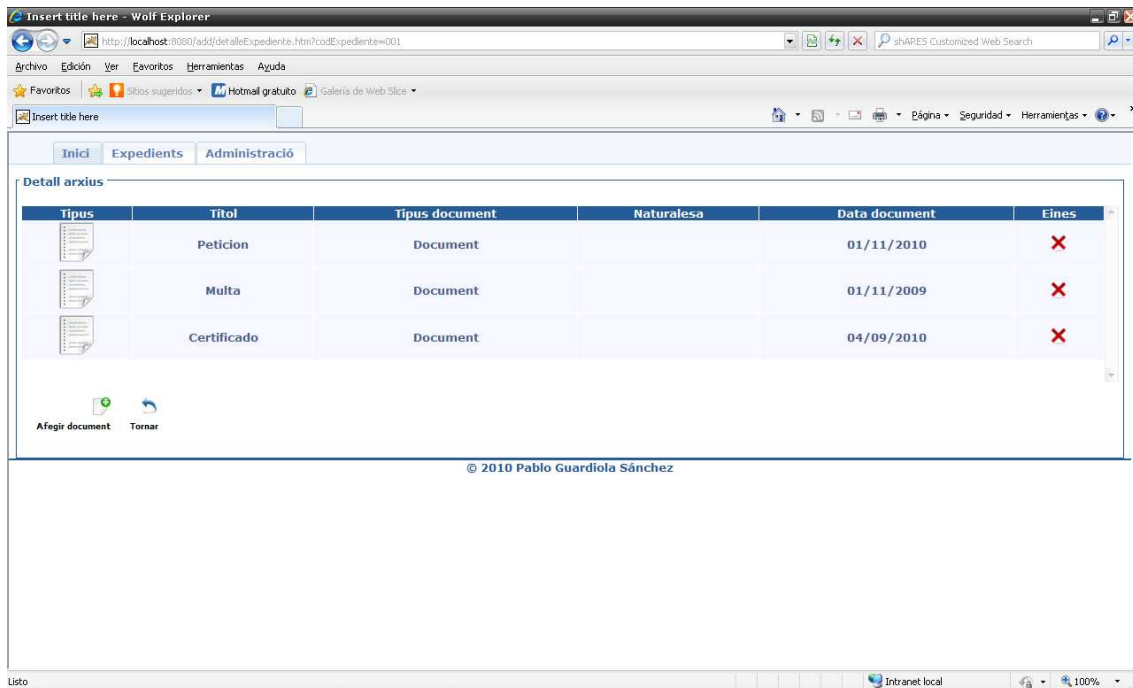 Insert title here - Wolf Explorer
http://localhost:8080/add/detalleExpediente.htm?codExpediente=001
shARES Customized Web Search
Archivo Edición Ver Favoritos Herramientas Ayuda
Favoritos Sitios sugeridos Hotmail gratuito Galería de Web Slice
Insert title here Página Seguridad Herramientas
Inici Expedients Administració
Detall arxius
Tipus Títol Tipus document Naturalesa Data document Eines
Peticion Document 01/11/2010
Multa Document 01/11/2009
Certificado Document 04/09/2010
Afegir document Tornar
© 2010 Pablo Guardiola Sánchez
Listo Intranet local 100%